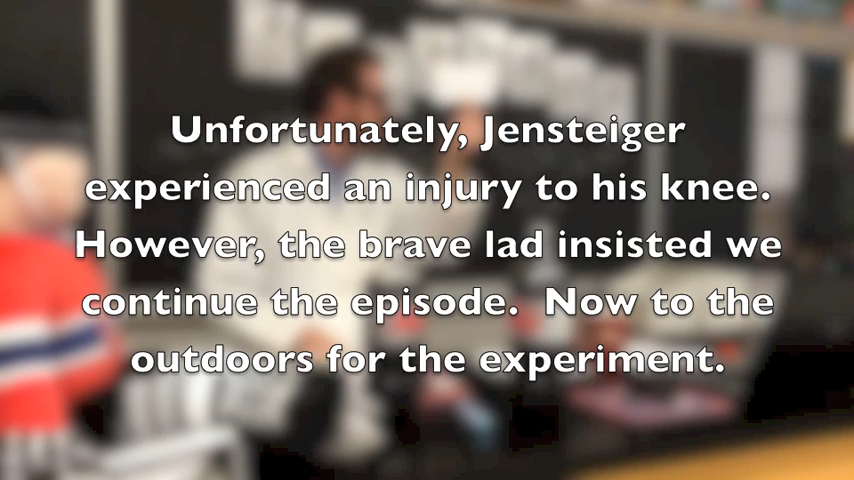 Unfortunately, Jensteiger
experienced an injury to his knee.
However, the brave lad insisted we
continue the episode.  Now to the
outdoors for the experiment.